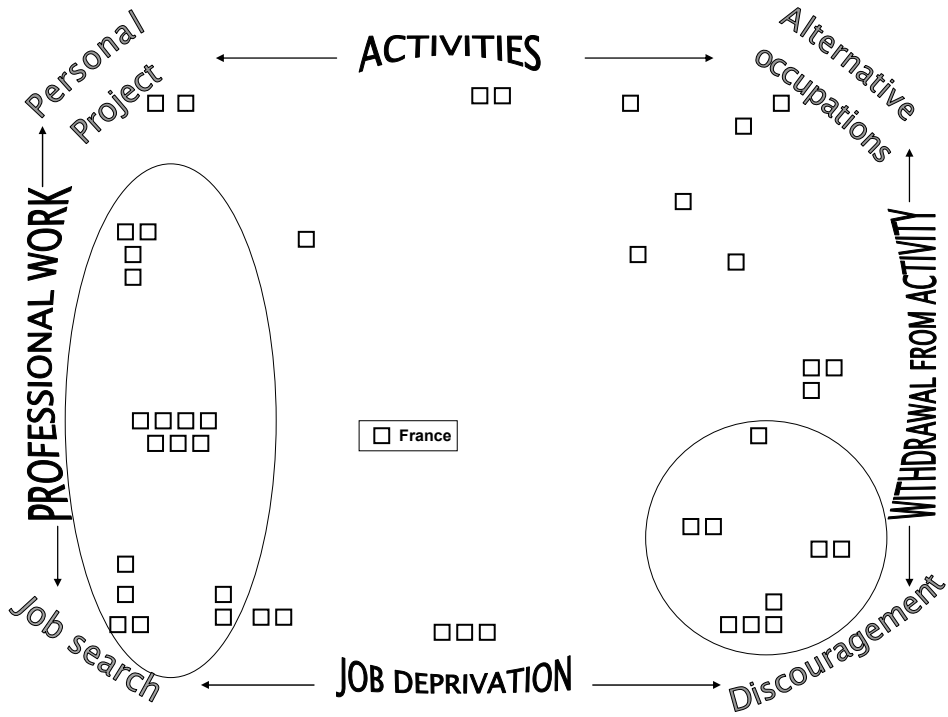 Personal
Project
ACTIVITIES
Alternative
occupations
PROFESSIONAL WORK
WITHDRAWAL FROM ACTIVITY
France
Job search
JOB DEPRIVATION
Discouragement